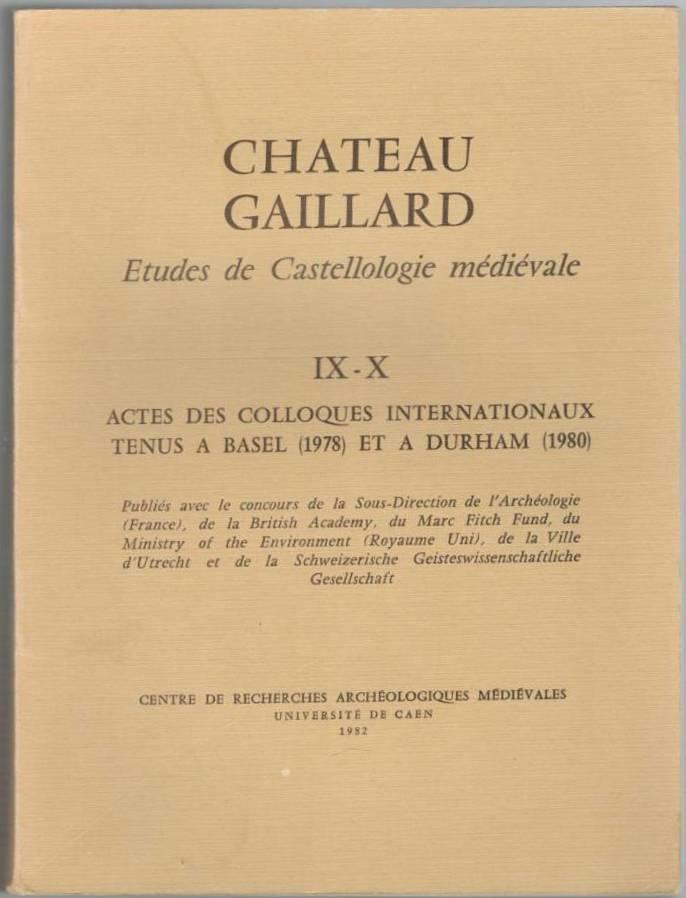 CHATEAU
GAILLARD
Etudes de Castellologie médiévale
IX-X
ACTES DES COLLOQUES INTERNATIONAUX
TENUS A BASEL (1978) ET A DURHAM (1980)
Publiés avec le concours de la Sous-Direction de l'Archéologie
(France), de la British Academy, du Marc Fitch Fund, du
Ministry of the Environment (Royaume Uni), de la Ville
d'Utrecht et de la Schweizerische Geisteswissenschaftliche
Gesellschaft
CENTRE DE RECHERCHES ARCHÉOLOGIQUES MÉDIÉVALES
UNIVERSITÉ DE CAEN
1982